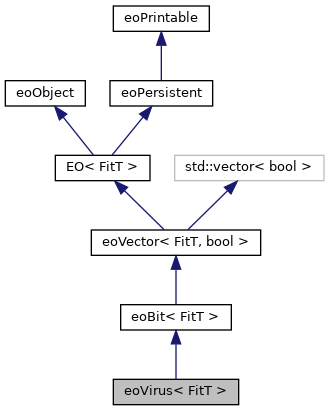 eoPrintable
eoObject
eoPersistent
EO< FitT >
std::vector< bool >
eoVector< FitT, bool >
eoBit< FitT >
eoVirus< FitT >